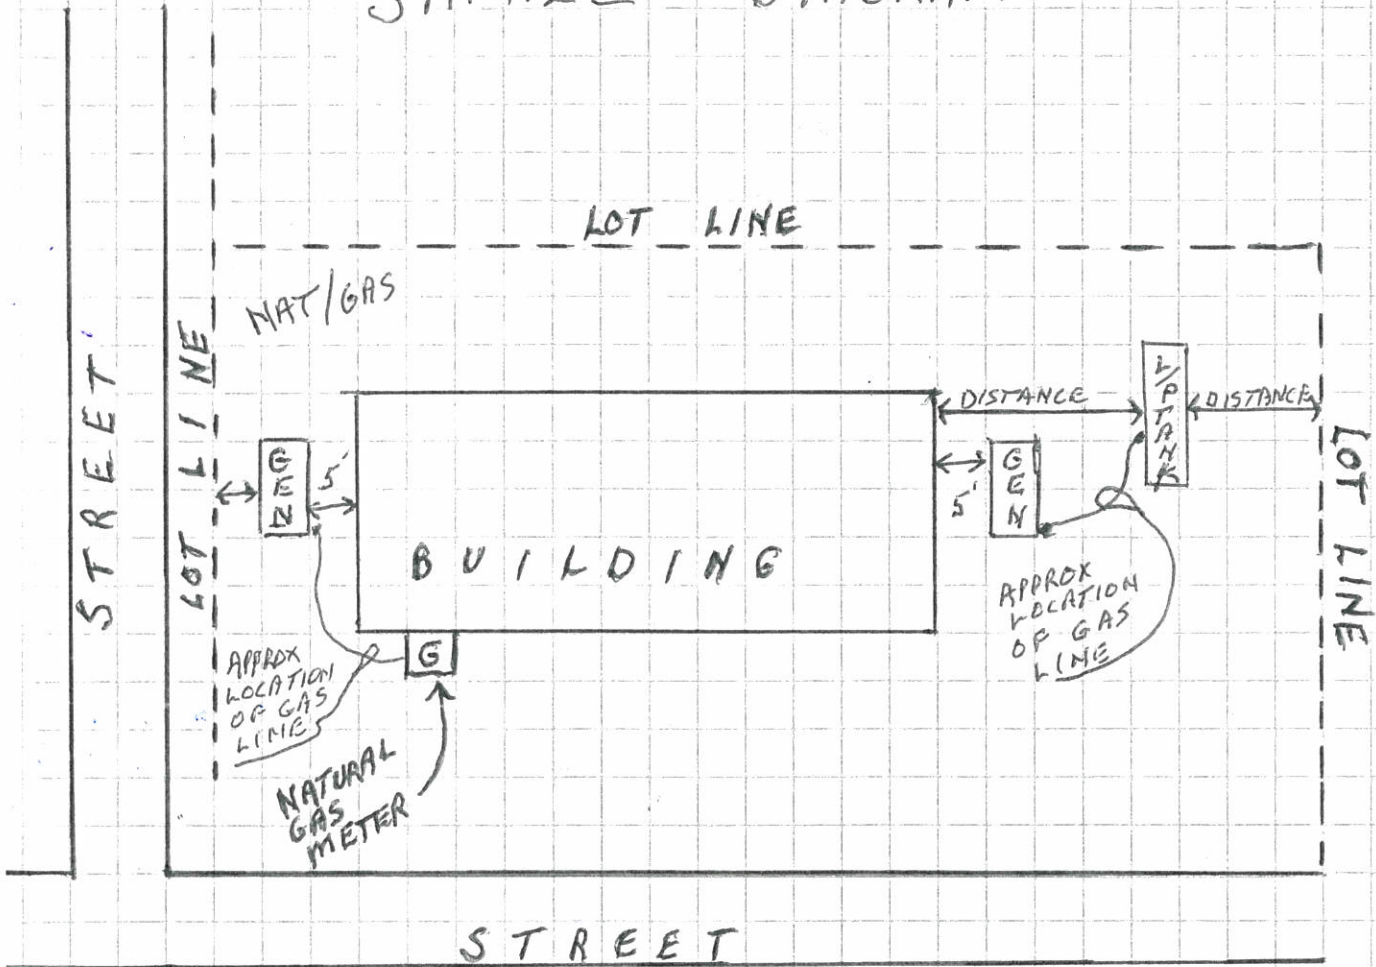 LOT LINE
NAT/GAS
STREET
LOT LINE
GEN
5'
BUILDING
DISTANCE
L/P TANK
DISTANCE
GEN
5'
LOT LINE
APPROX
LOCATION
OF GAS
LINE
G
APPROX
LOCATION
OF GAS
LINE
NATURAL
GAS
METER
STREET